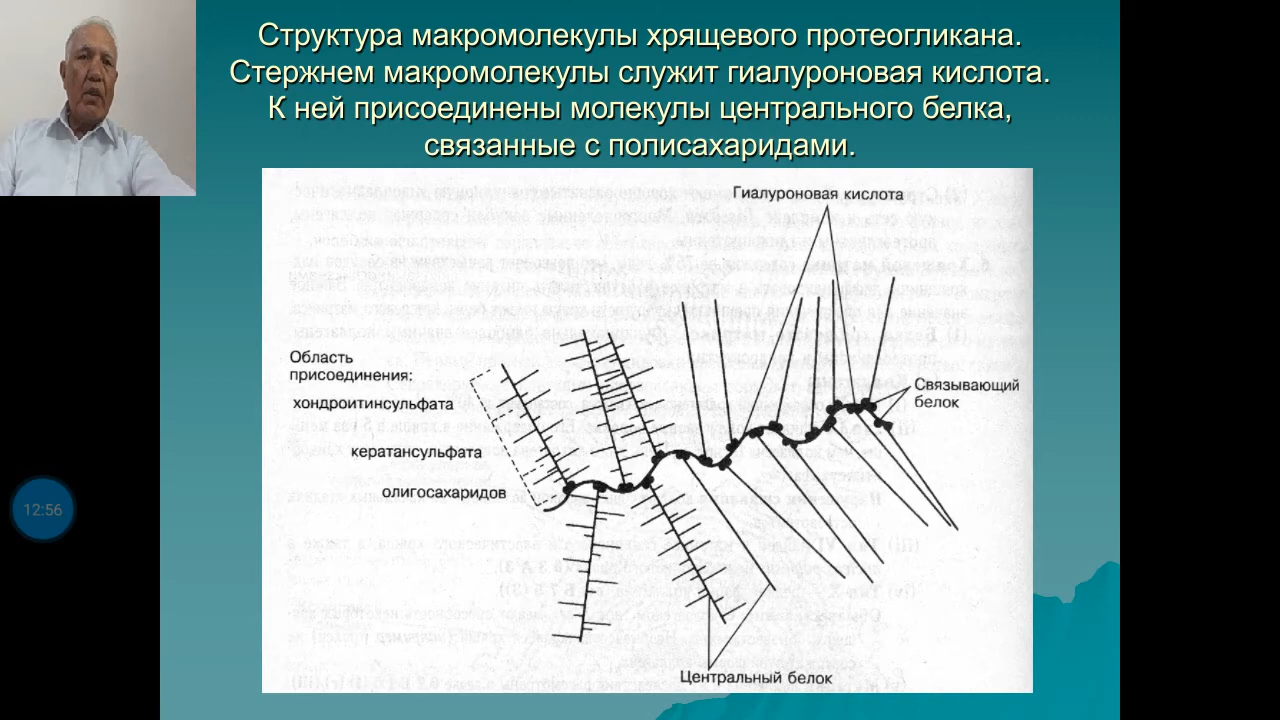 Структура макромолекулы хрящевого протеогликана.
Стержнем макромолекулы служит гиалуроновая кислота.
К ней присоединены молекулы центрального белка,
связанные с полисахаридами.
Гиалуроновая кислота
Область
присоединения:
хондроитинсульфата
кератансульфата
олигосахаридов
Связывающий
белок
Центральный белок
12:56